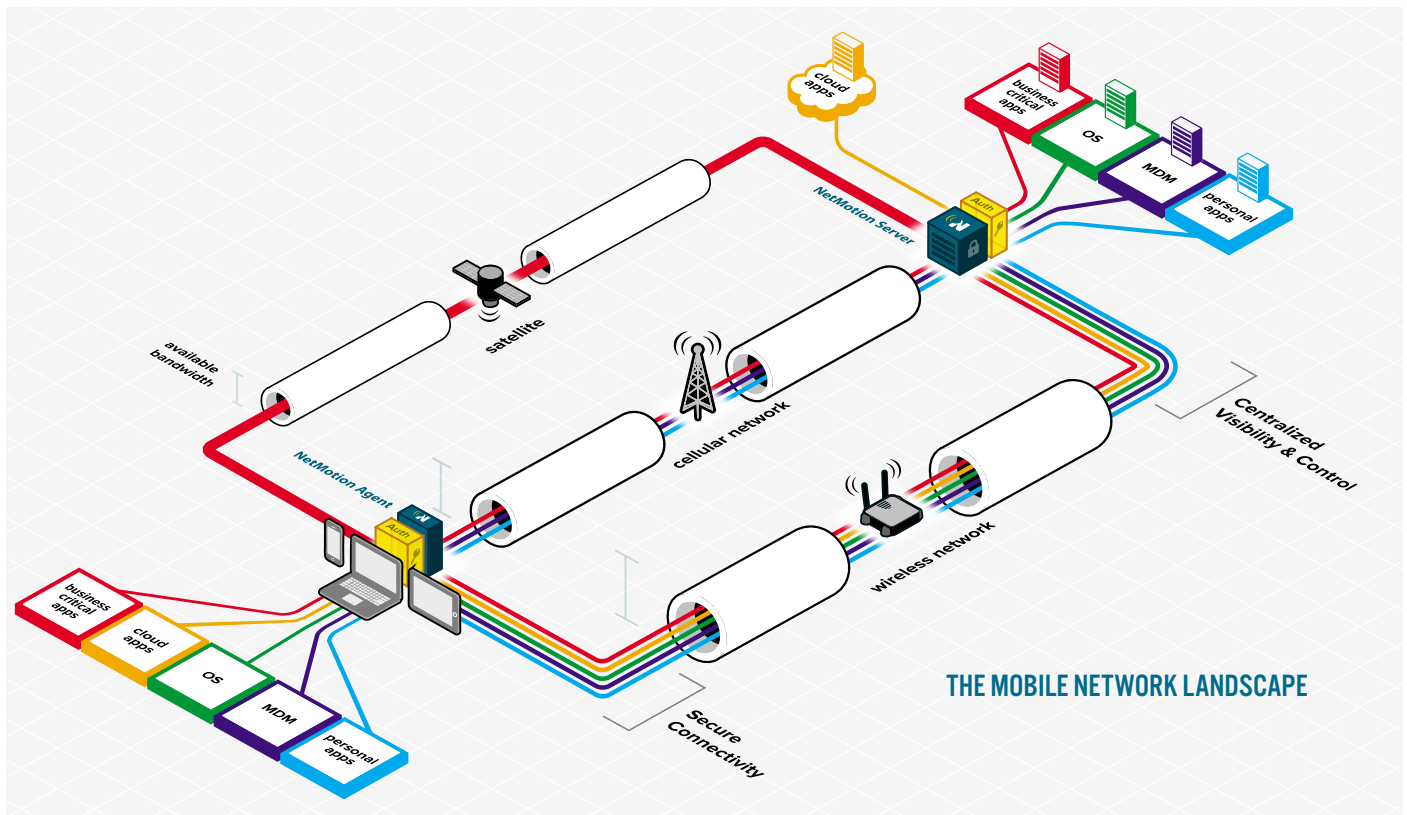 cloud
apps
business
critical
apps
OS
MDM
personal
apps
Auth
N
NetMotion Server
satellite
available
bandwidth
cellular network
Centralized
Visibility & Control
NetMotion Agent
N
Auth
wireless network
business
critical
apps
cloud
apps
OS
MDM
personal
apps
Secure
Connectivity
THE MOBILE NETWORK LANDSCAPE